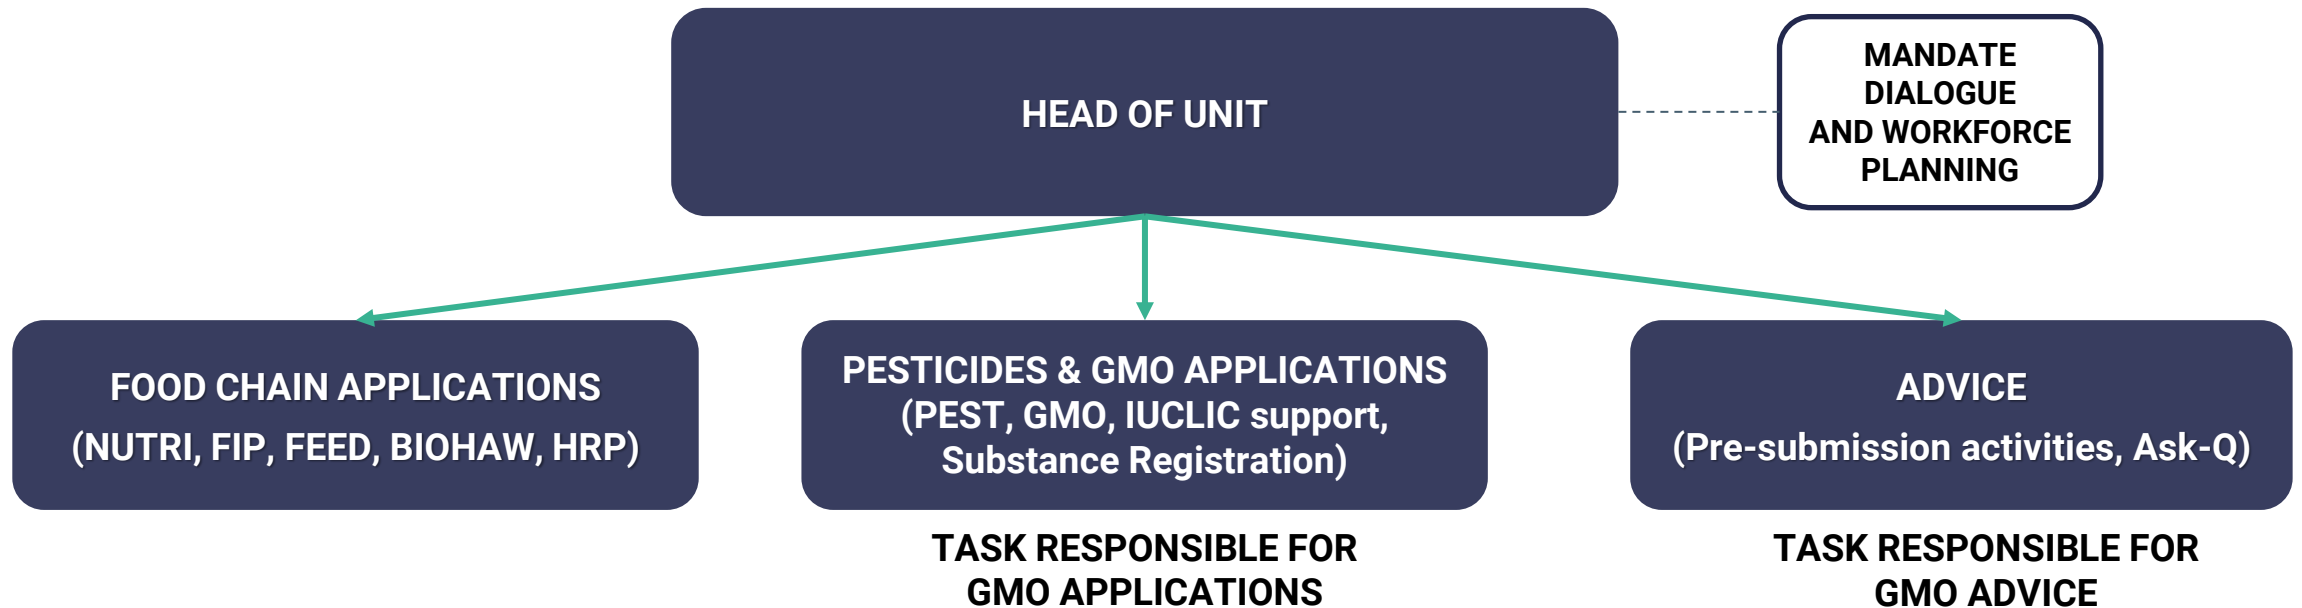 HEAD OF UNIT
MANDATE
DIALOGUE
AND WORKFORCE
PLANNING
FOOD CHAIN APPLICATIONS
(NUTRI, FIP, FEED, BIOHAW, HRP)
PESTICIDES & GMO APPLICATIONS
(PEST, GMO, IUCLIC support,
Substance Registration)
ADVICE
(Pre-submission activities, Ask-Q)
TASK RESPONSIBLE FOR
GMO APPLICATIONS
TASK RESPONSIBLE FOR
GMO ADVICE